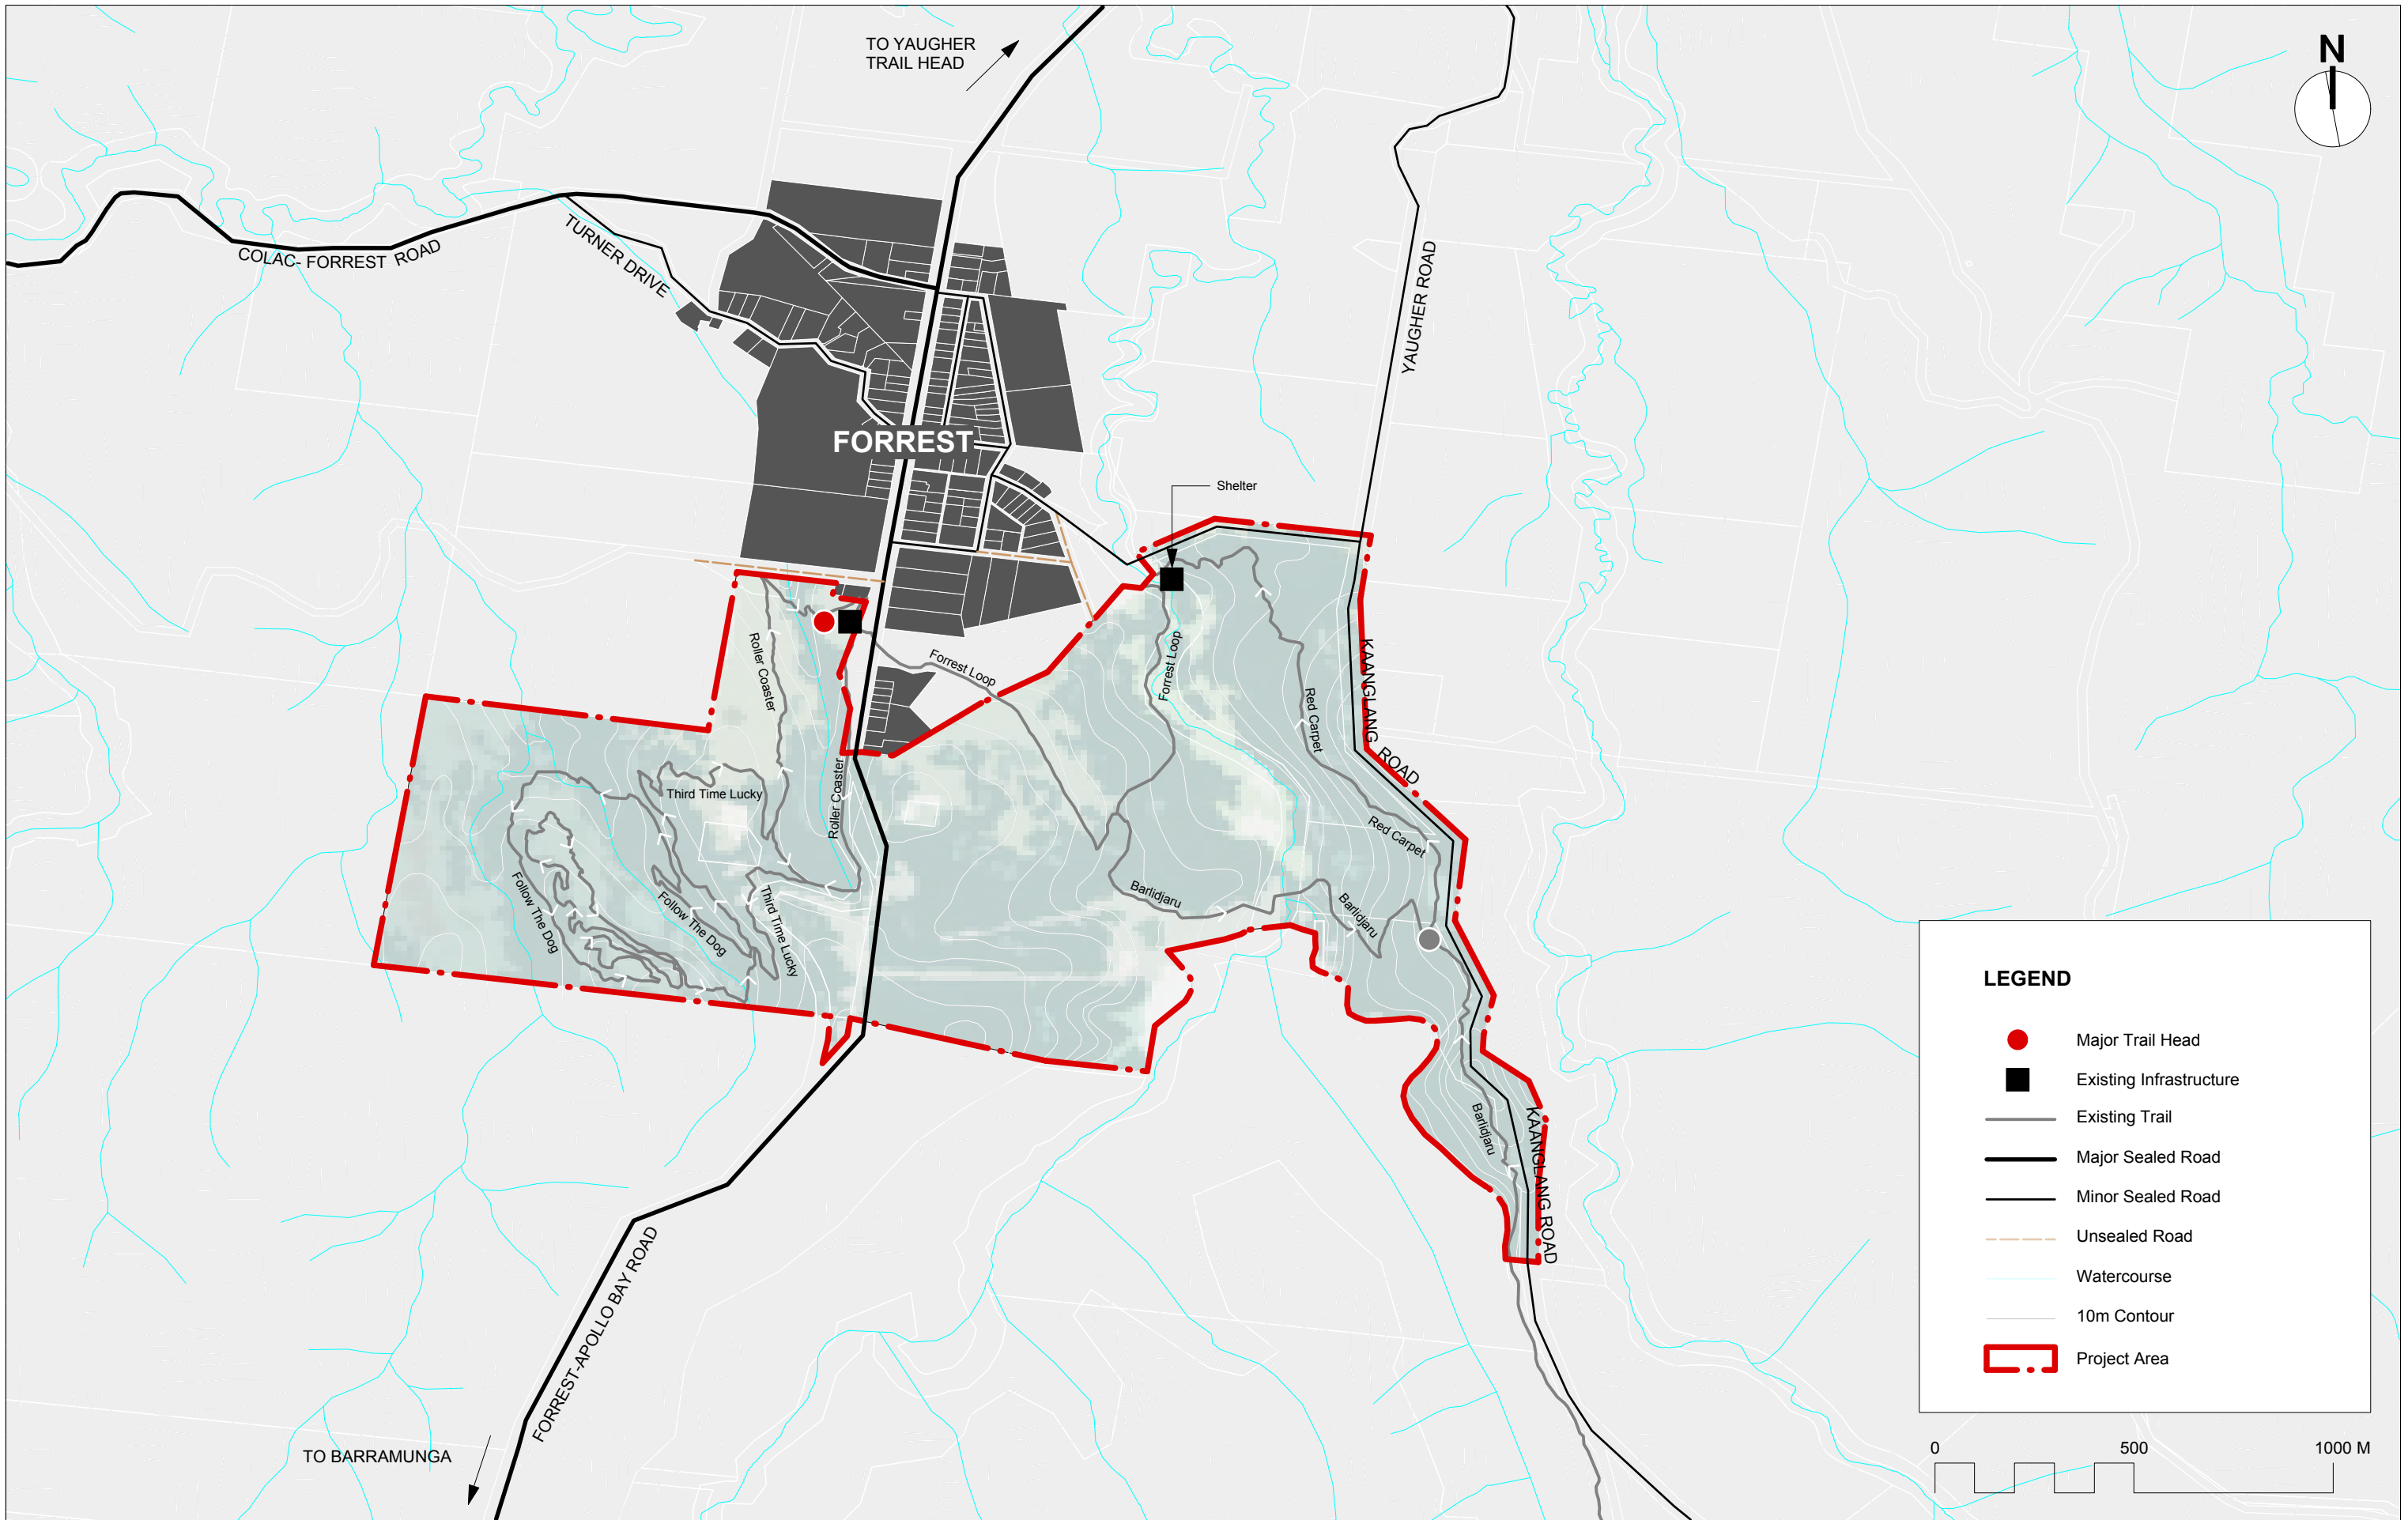 TO YAUGHER
TRAIL HEAD
N
COLAC- FORREST ROAD
TURNER DRIVE
YAUGHER ROAD
FORREST
Shelter
Roller Coaster
Forrest Loop
Forrest Loop
KAANGLANG ROAD
Red Carpet
Third Time Lucky
Roller Coaster
Red Carpet
Follow The Dog
Follow The Dog
Third Time Lucky
Barlidjaru
Barlidjaru
Barlidjaru
KAANGLANG ROAD
FORREST-APOLLO BAY ROAD
TO BARRAMUNGA
LEGEND
Major Trail Head
Existing Infrastructure
Existing Trail
Major Sealed Road
Minor Sealed Road
Unsealed Road
Watercourse
10m Contour
Project Area
0 500 1000 M